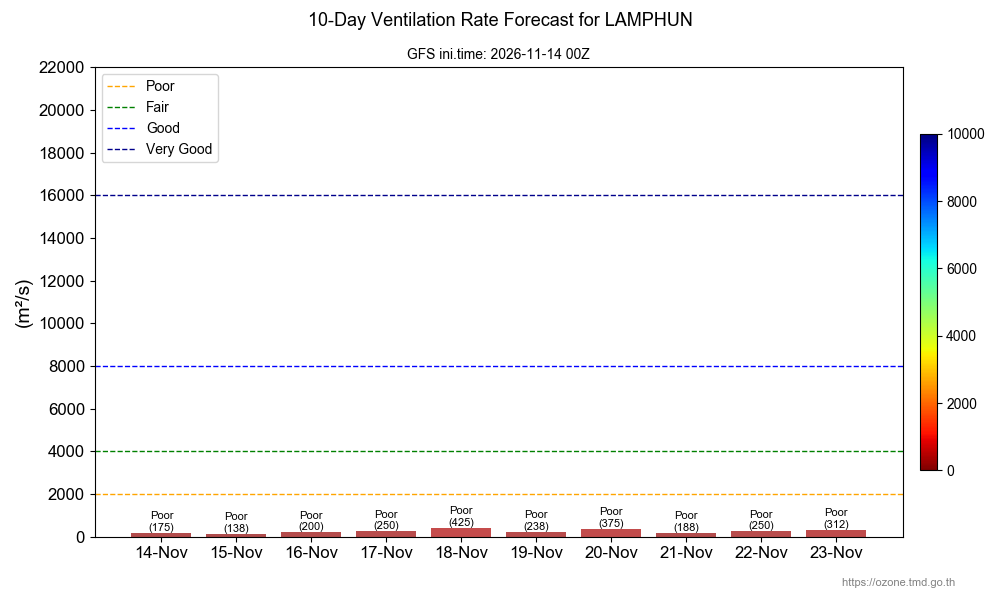 10-Day Ventilation Rate Forecast for LAMPHUN
GFS ini.time: 2026-11-14 00Z
(m²/s)
22000
20000
18000
16000
14000
12000
10000
8000
6000
4000
2000
0
Poor
Fair
Good
Very Good
Poor
(175)
Poor
(138)
Poor
(200)
Poor
(250)
Poor
(425)
Poor
(238)
Poor
(375)
Poor
(188)
Poor
(250)
Poor
(312)
14-Nov 15-Nov 16-Nov 17-Nov 18-Nov 19-Nov 20-Nov 21-Nov 22-Nov 23-Nov
10000
8000
6000
4000
2000
0
https://ozone.tmd.go.th